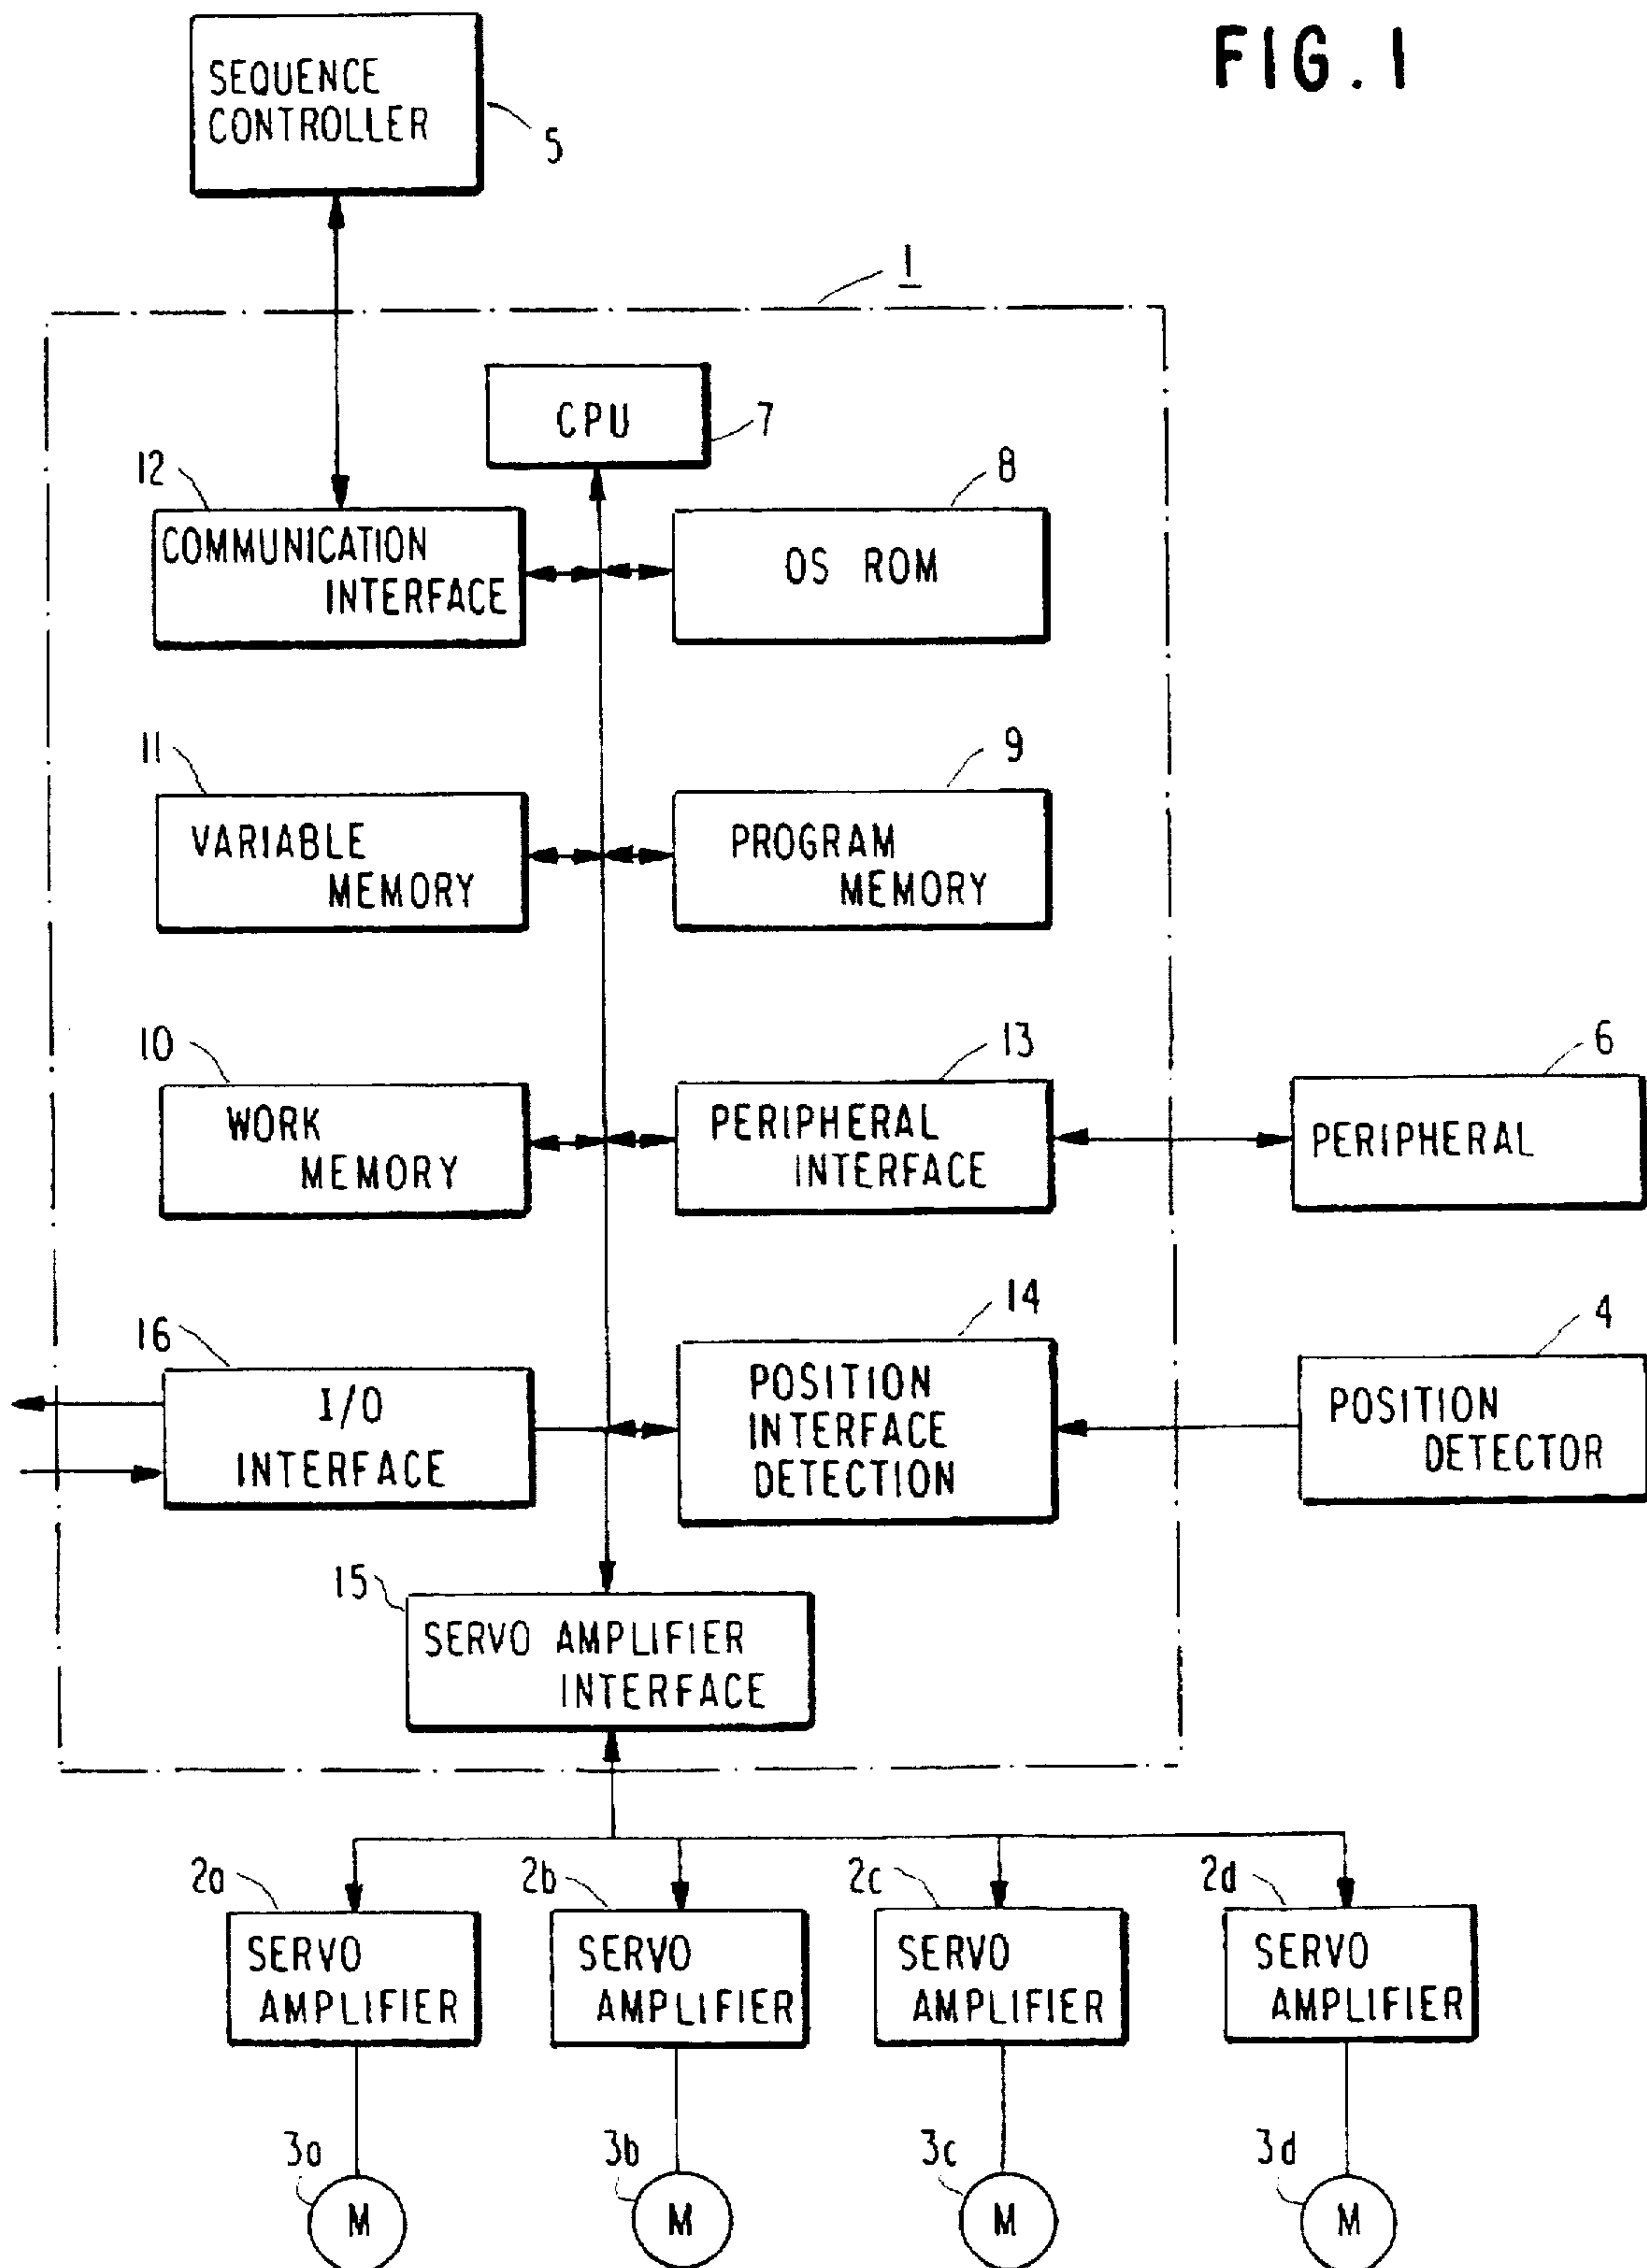 FIG. 1
SEQUENCE
CONTROLLER
5
1
CPU
7
12
COMMUNICATION
INTERFACE
8
OS ROM
11
VARIABLE
MEMORY
9
PROGRAM
MEMORY
10
WORK
MEMORY
13
PERIPHERAL
INTERFACE
6
PERIPHERAL
16
I/O
INTERFACE
14
POSITION
INTERFACE
DETECTION
4
POSITION
DETECTOR
15
SERVO AMPLIFIER
INTERFACE
2a
SERVO
AMPLIFIER
2b
SERVO
AMPLIFIER
2c
SERVO
AMPLIFIER
2d
SERVO
AMPLIFIER
3a
M
3b
M
3c
M
3d
M